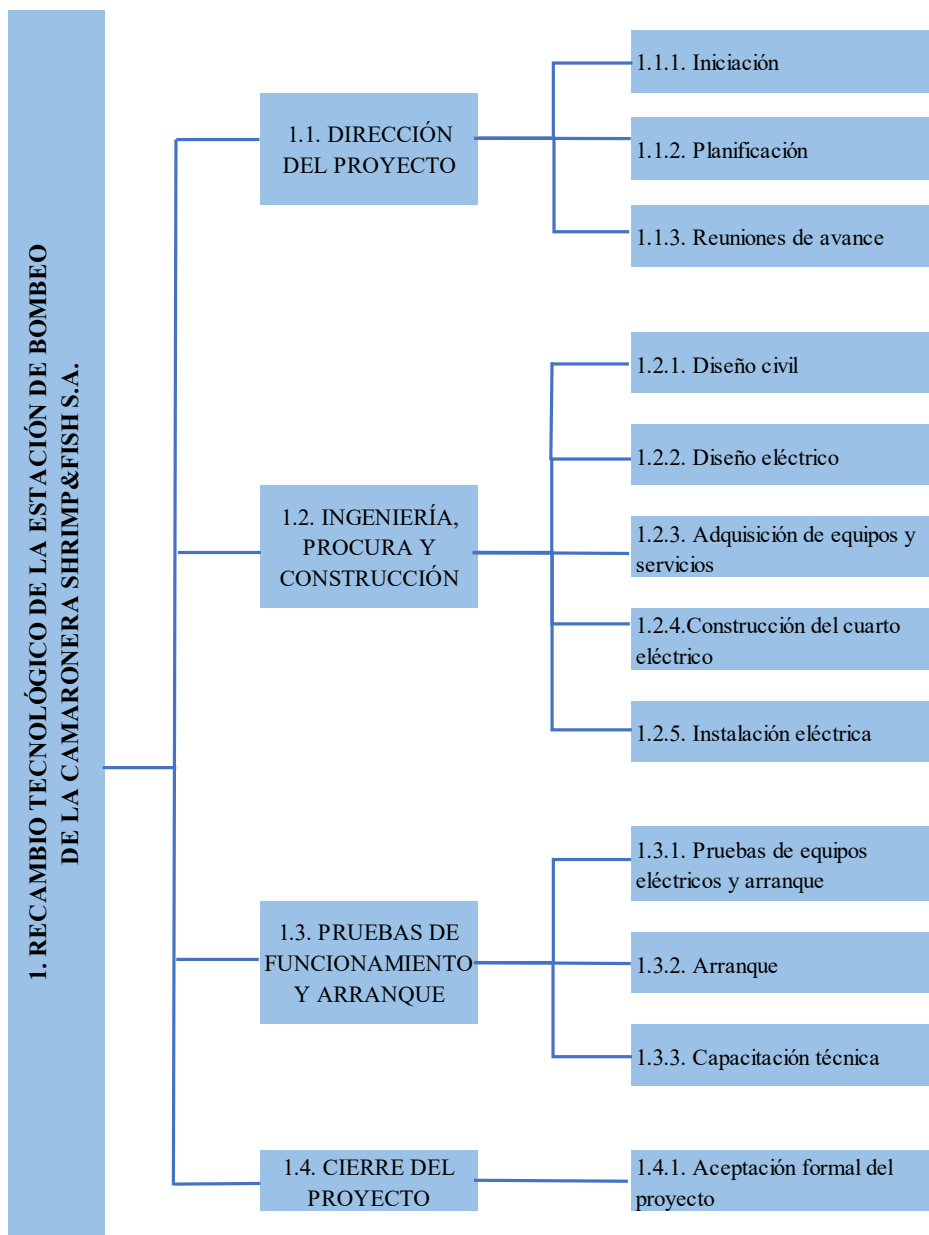 1. RECAMBIO TECNOLÓGICO DE LA ESTACIÓN DE BOMBEO
DE LA CAMARONERA SHRIMP&FISH S.A.
1.1. DIRECCIÓN
DEL PROYECTO
1.1.1. Iniciación
1.1.2. Planificación
1.1.3. Reuniones de avance
1.2. INGENIERÍA,
PROCURA Y
CONSTRUCCIÓN
1.2.1. Diseño civil
1.2.2. Diseño eléctrico
1.2.3. Adquisición de equipos y
servicios
1.2.4.Construcción del cuarto
eléctrico
1.2.5. Instalación eléctrica
1.3. PRUEBAS DE
FUNCIONAMIENTO
Y ARRANQUE
1.3.1. Pruebas de equipos
eléctricos y arranque
1.3.2. Arranque
1.3.3. Capacitación técnica
1.4. CIERRE DEL
PROYECTO
1.4.1. Aceptación formal del
proyecto